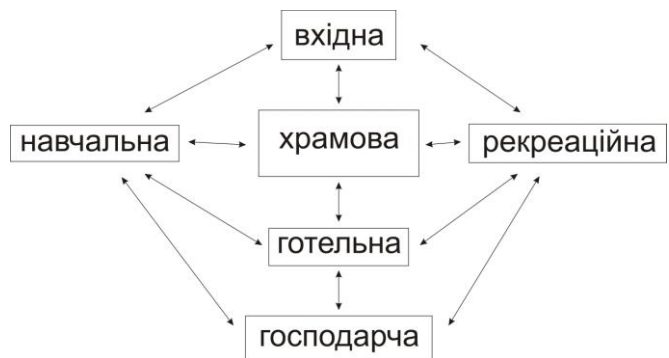 вхідна
навчальна
храмова
рекреаційна
готельна
господарча